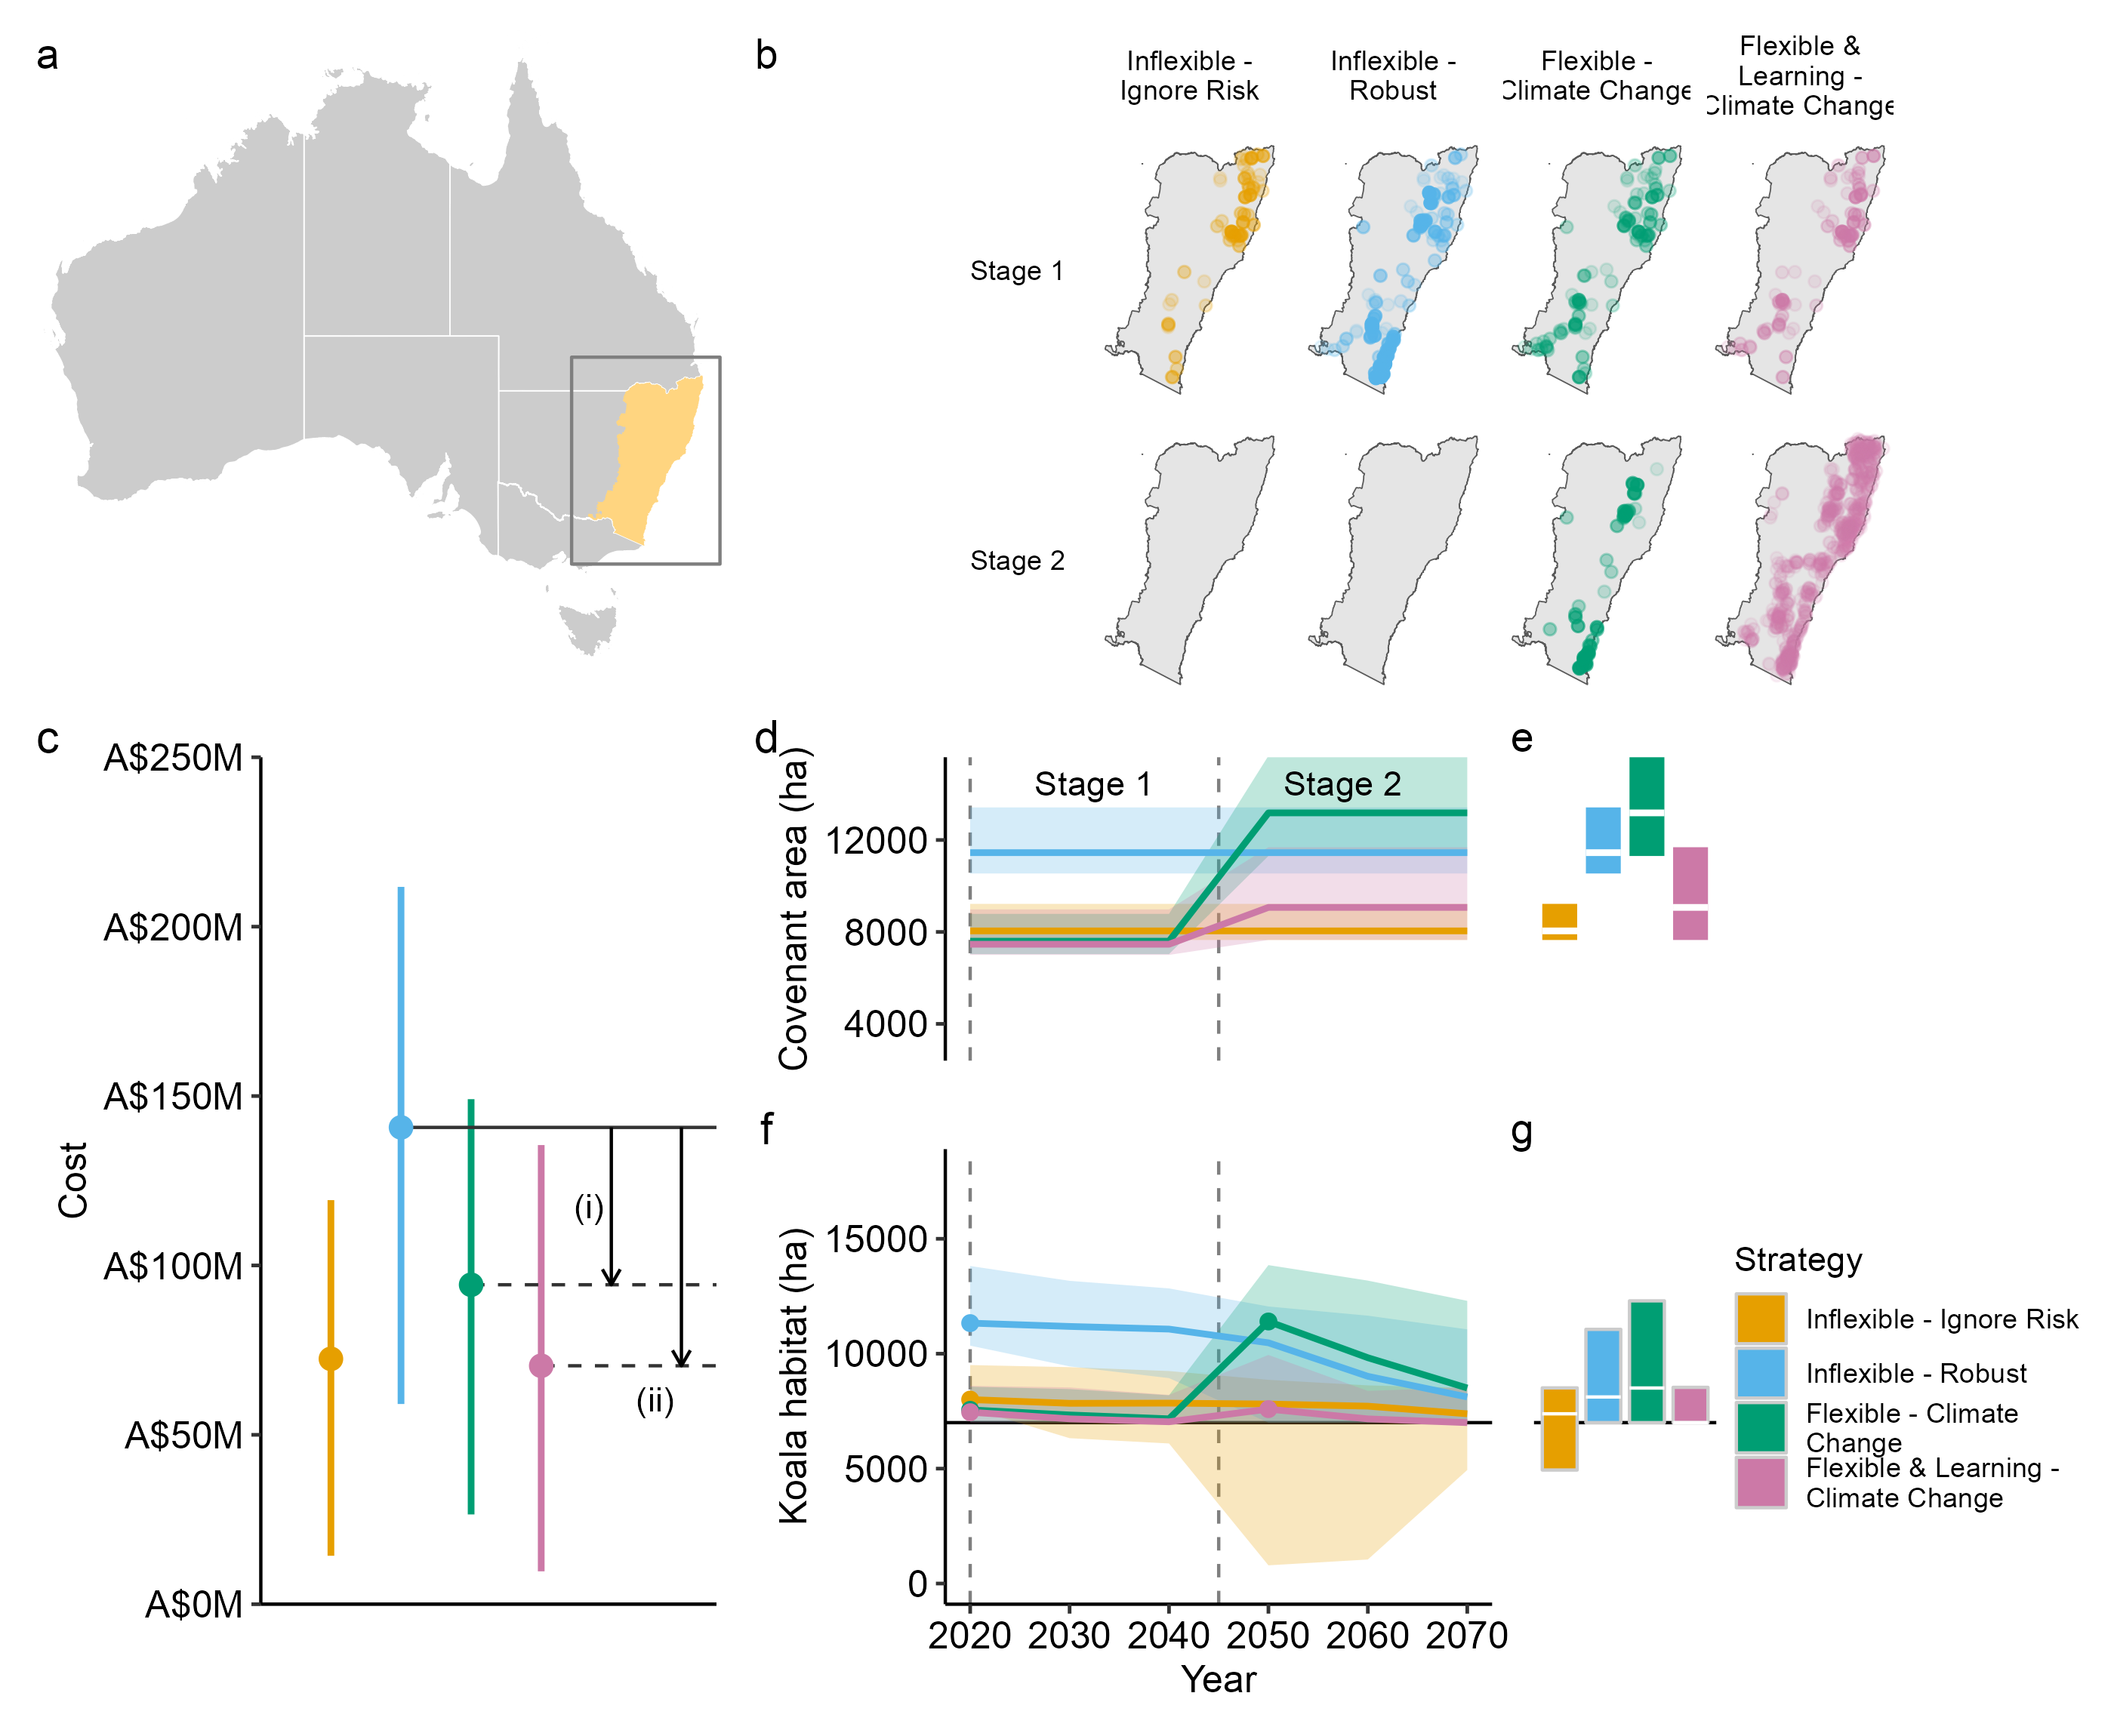 a
b
Inflexible -
Ignore Risk
Inflexible -
Robust
Flexible -
Climate Change
Flexible &
Learning -
Climate Change
Stage 1
Stage 2
c
A$250M
A$200M
A$150M
A$100M
A$50M
A$0M
Cost
(i)
(ii)
d
Covenant area (ha)
12000
8000
4000
Stage 1
Stage 2
e
f
Koala habitat (ha)
15000
10000
5000
0
2020 2030 2040 2050 2060 2070
Year
g
Strategy
Inflexible - Ignore Risk
Inflexible - Robust
Flexible - Climate
Change
Flexible & Learning -
Climate Change